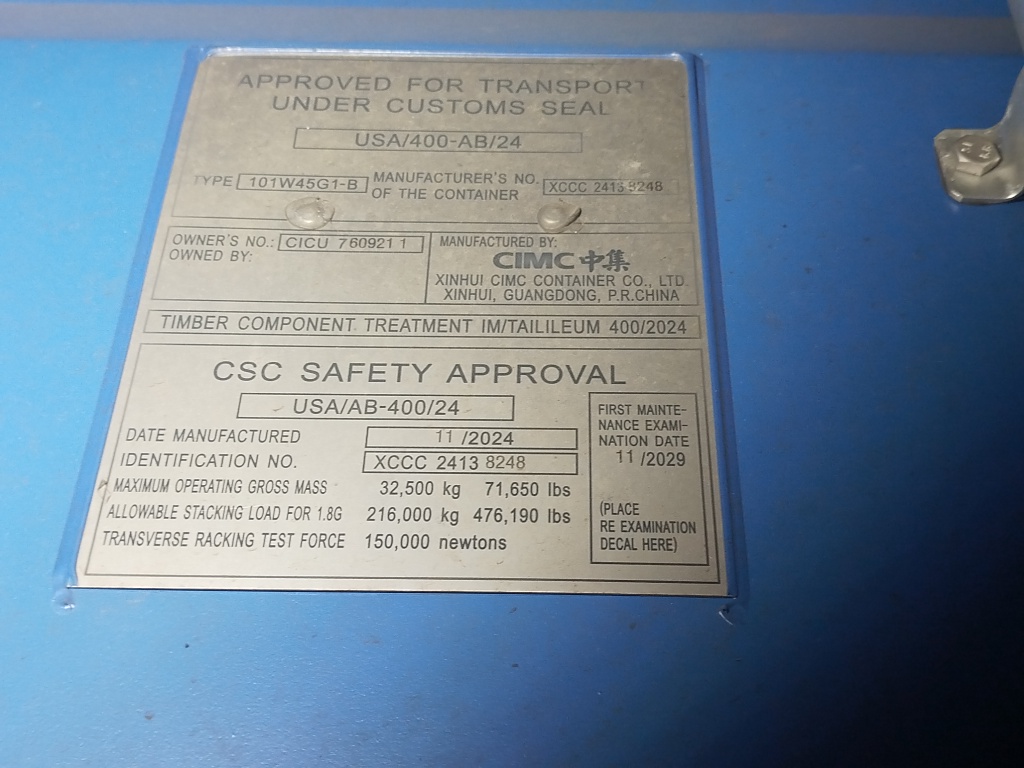 APPROVED FOR TRANSPORT
UNDER CUSTOMS SEAL
USA/400-AB/24
TYPE 101W45G1-B
MANUFACTURER'S NO. OF THE CONTAINER XCCC 2413 8248
OWNER'S NO.: CICU 760921 1
OWNED BY:
MANUFACTURED BY:
CIMC中集
XINHUI CIMC CONTAINER CO., LTD.
XINHUI, GUANGDONG, P.R.CHINA
TIMBER COMPONENT TREATMENT IM/TAILILEUM 400/2024
CSC SAFETY APPROVAL
USA/AB-400/24
DATE MANUFACTURED 11 /2024
IDENTIFICATION NO. XCCC 2413 8248
MAXIMUM OPERATING GROSS MASS 32,500 kg 71,650 lbs
ALLOWABLE STACKING LOAD FOR 1.8G 216,000 kg 476,190 lbs
TRANSVERSE RACKING TEST FORCE 150,000 newtons
FIRST MAINTE-
NANCE EXAMI-
NATION DATE
11 /2029
(PLACE
RE EXAMINATION
DECAL HERE)